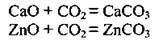 CaO + CO₂ = CaCO₃
ZnO + CO₂ = ZnCO₃